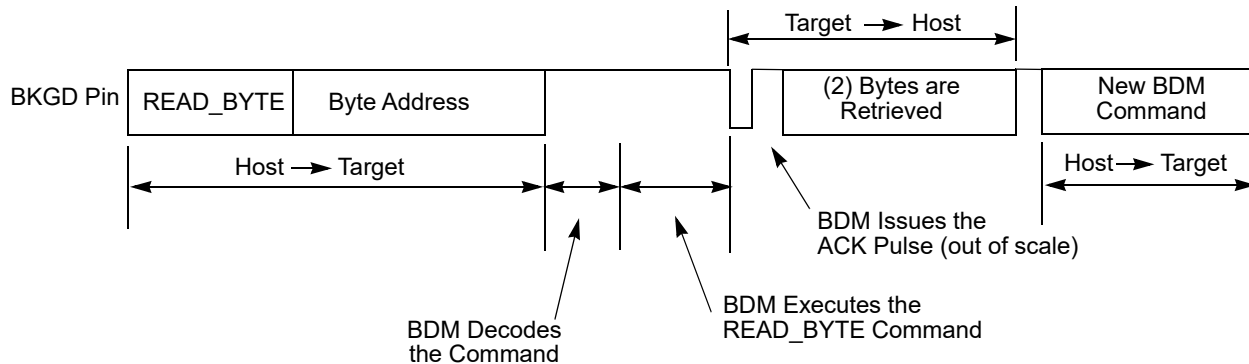 Target → Host
BKGD Pin
READ_BYTE
Byte Address
(2) Bytes are
Retrieved
New BDM
Command
Host → Target
Host → Target
BDM Issues the
ACK Pulse (out of scale)
BDM Decodes
the Command
BDM Executes the
READ_BYTE Command